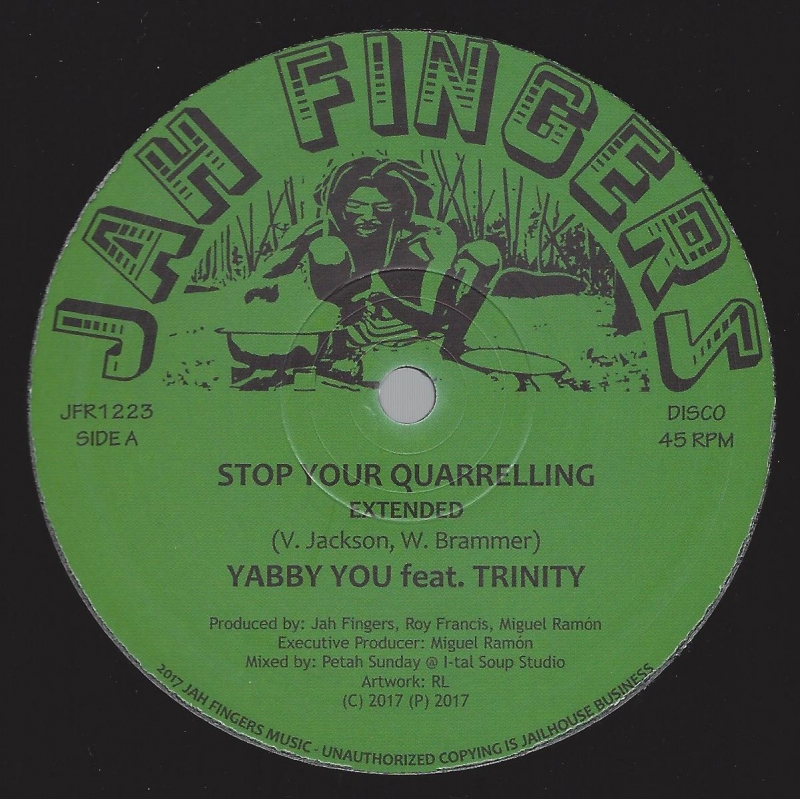 JAH FINGERS
JFR1223
SIDE A
DISCO
45 RPM
STOP YOUR QUARRELLING
EXTENDED
(V. Jackson, W. Brammer)
YABBY YOU feat. TRINITY
Produced by: Jah Fingers, Roy Francis, Miguel Ramón
Executive Producer: Miguel Ramón
Mixed by: Petah Sunday @ I-tal Soup Studio
Artwork: RL
(C) 2017 (P) 2017
2017 JAH FINGERS MUSIC - UNAUTHORIZED COPYING IS JAILHOUSE BUSINESS